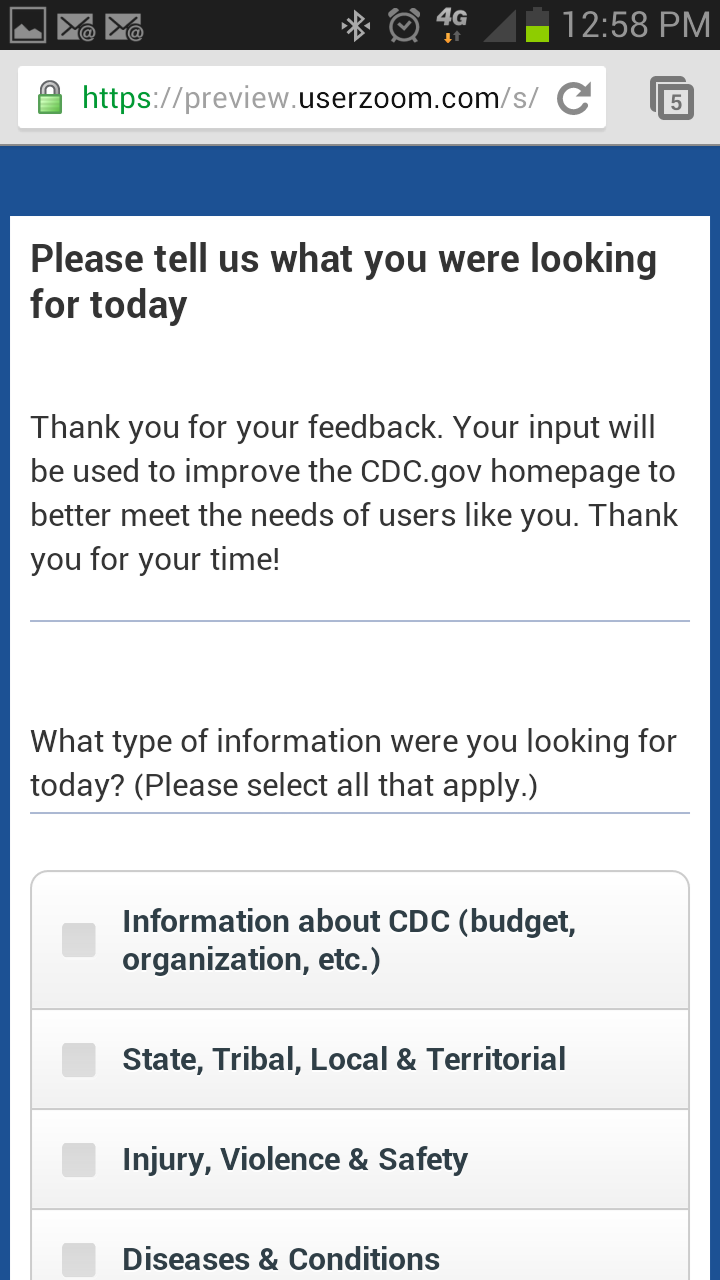 4G
12:58 PM
https://preview.userzoom.com/s/
5
Please tell us what you were looking
for today
Thank you for your feedback. Your input will
be used to improve the CDC.gov homepage to
better meet the needs of users like you. Thank
you for your time!
What type of information were you looking for
today? (Please select all that apply.)
Information about CDC (budget,
organization, etc.)
State, Tribal, Local & Territorial
Injury, Violence & Safety
Diseases & Conditions